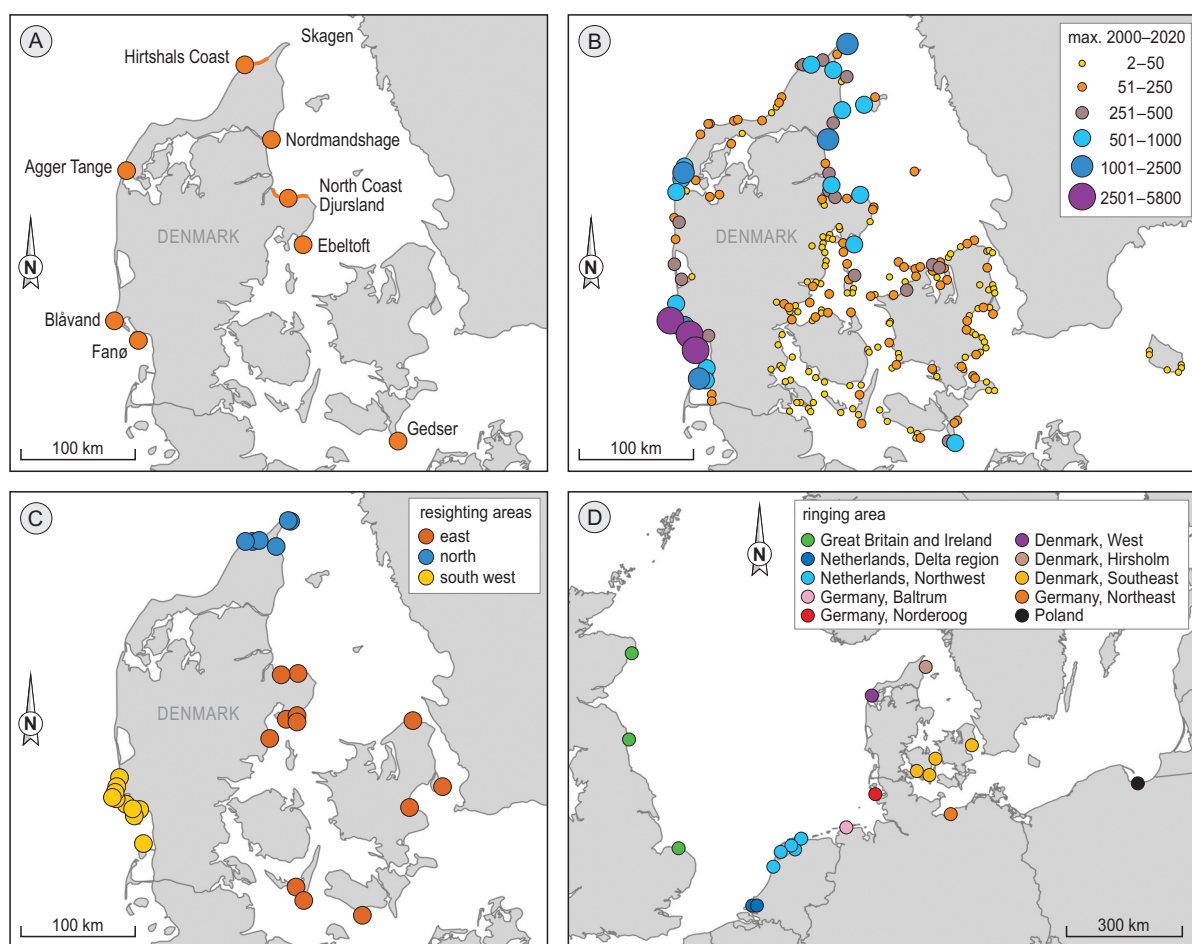 A
Skagen
Hirtshals Coast
Nordmandshage
Agger Tange
North Coast
Djursland
DENMARK
Ebeltoft
N
Blåvand
Fanø
Gedser
100 km
B
max. 2000–2020
2–50
51–250
251–500
501–1000
1001–2500
2501–5800
DENMARK
N
100 km
C
resighting areas
east
north
south west
DENMARK
N
100 km
D
N
ringing area
Great Britain and Ireland
Netherlands, Delta region
Netherlands, Northwest
Germany, Baltrum
Germany, Norderoog
Denmark, West
Denmark, Hirsholm
Denmark, Southeast
Germany, Northeast
Poland
300 km